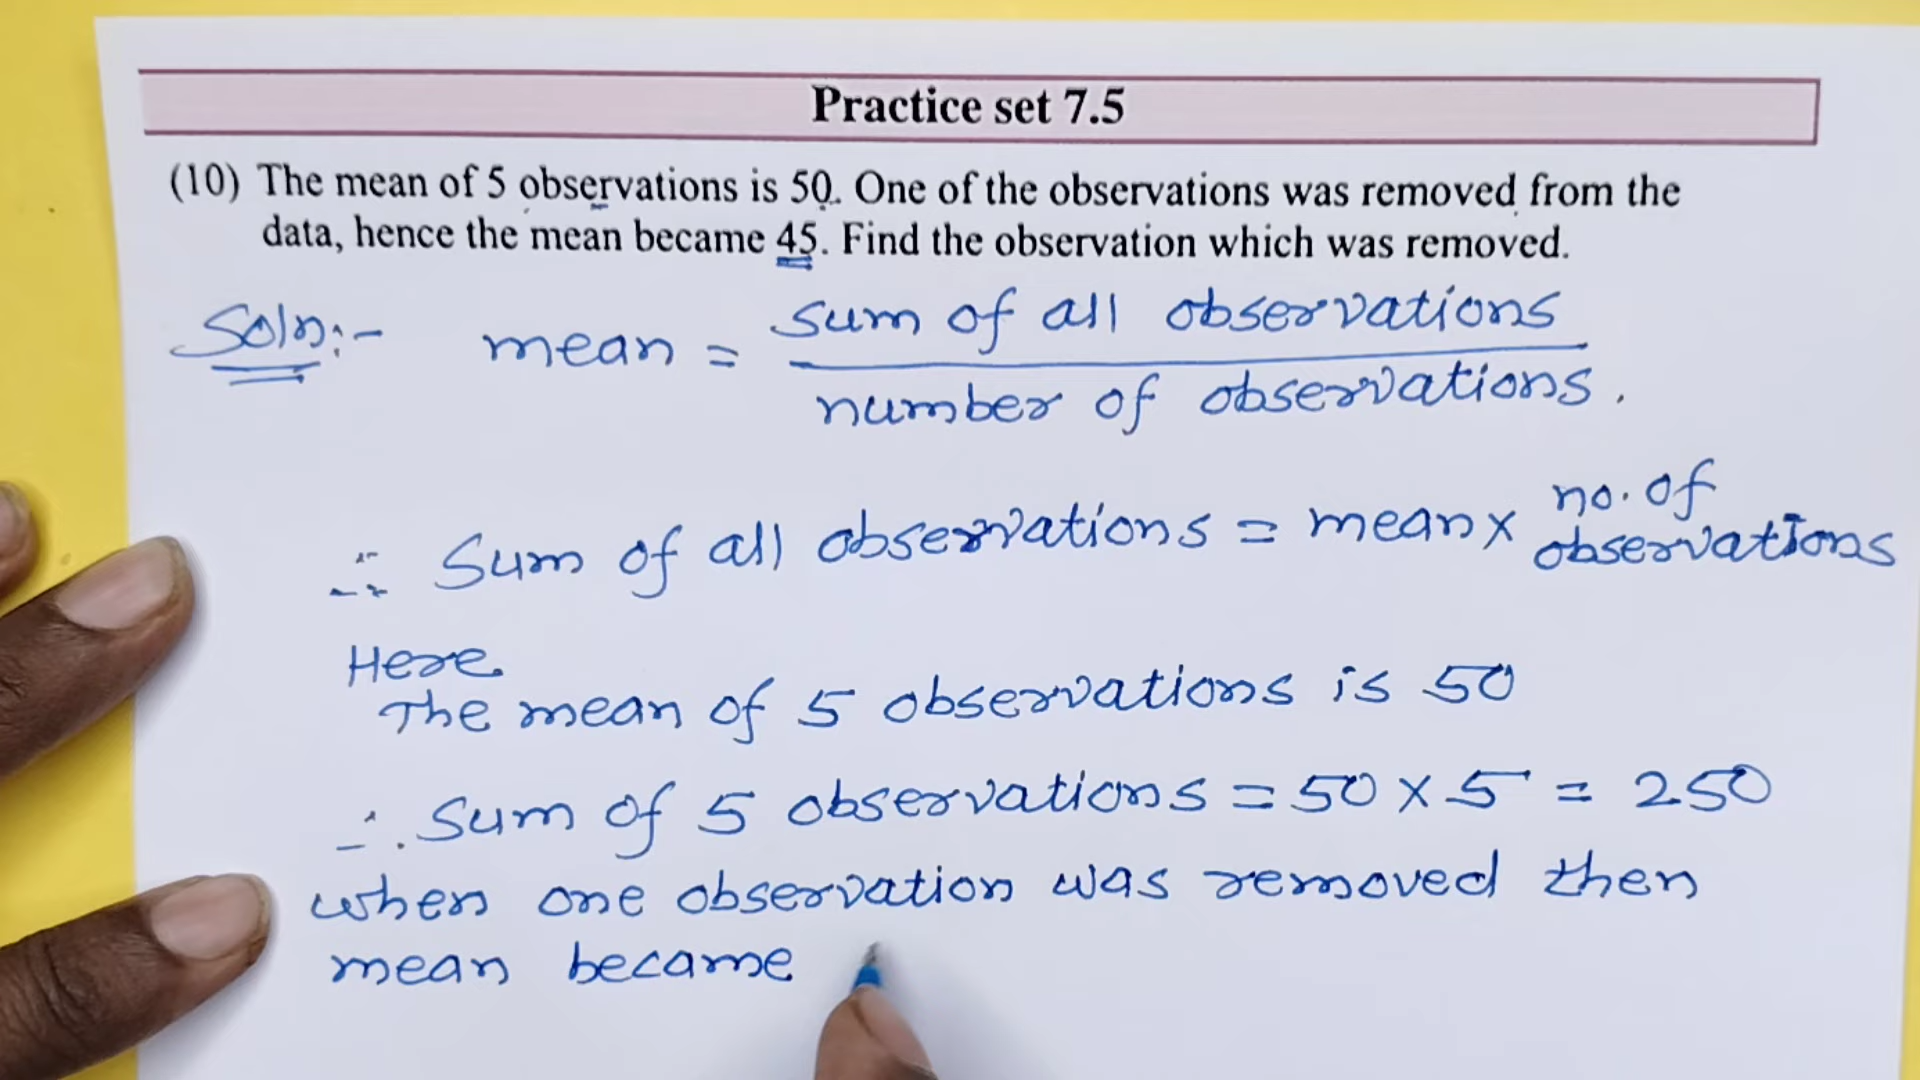 Practice set 7.5
(10) The mean of 5 observations is 50. One of the observations was removed from the
data, hence the mean became 45. Find the observation which was removed.
Soln:- mean = sum of all observations
number of observations.
∴ Sum of all observations = mean × no. of
observations
Here
The mean of 5 observations is 50
∴ Sum of 5 observations = 50 × 5 = 250
when one observation was removed then
mean became